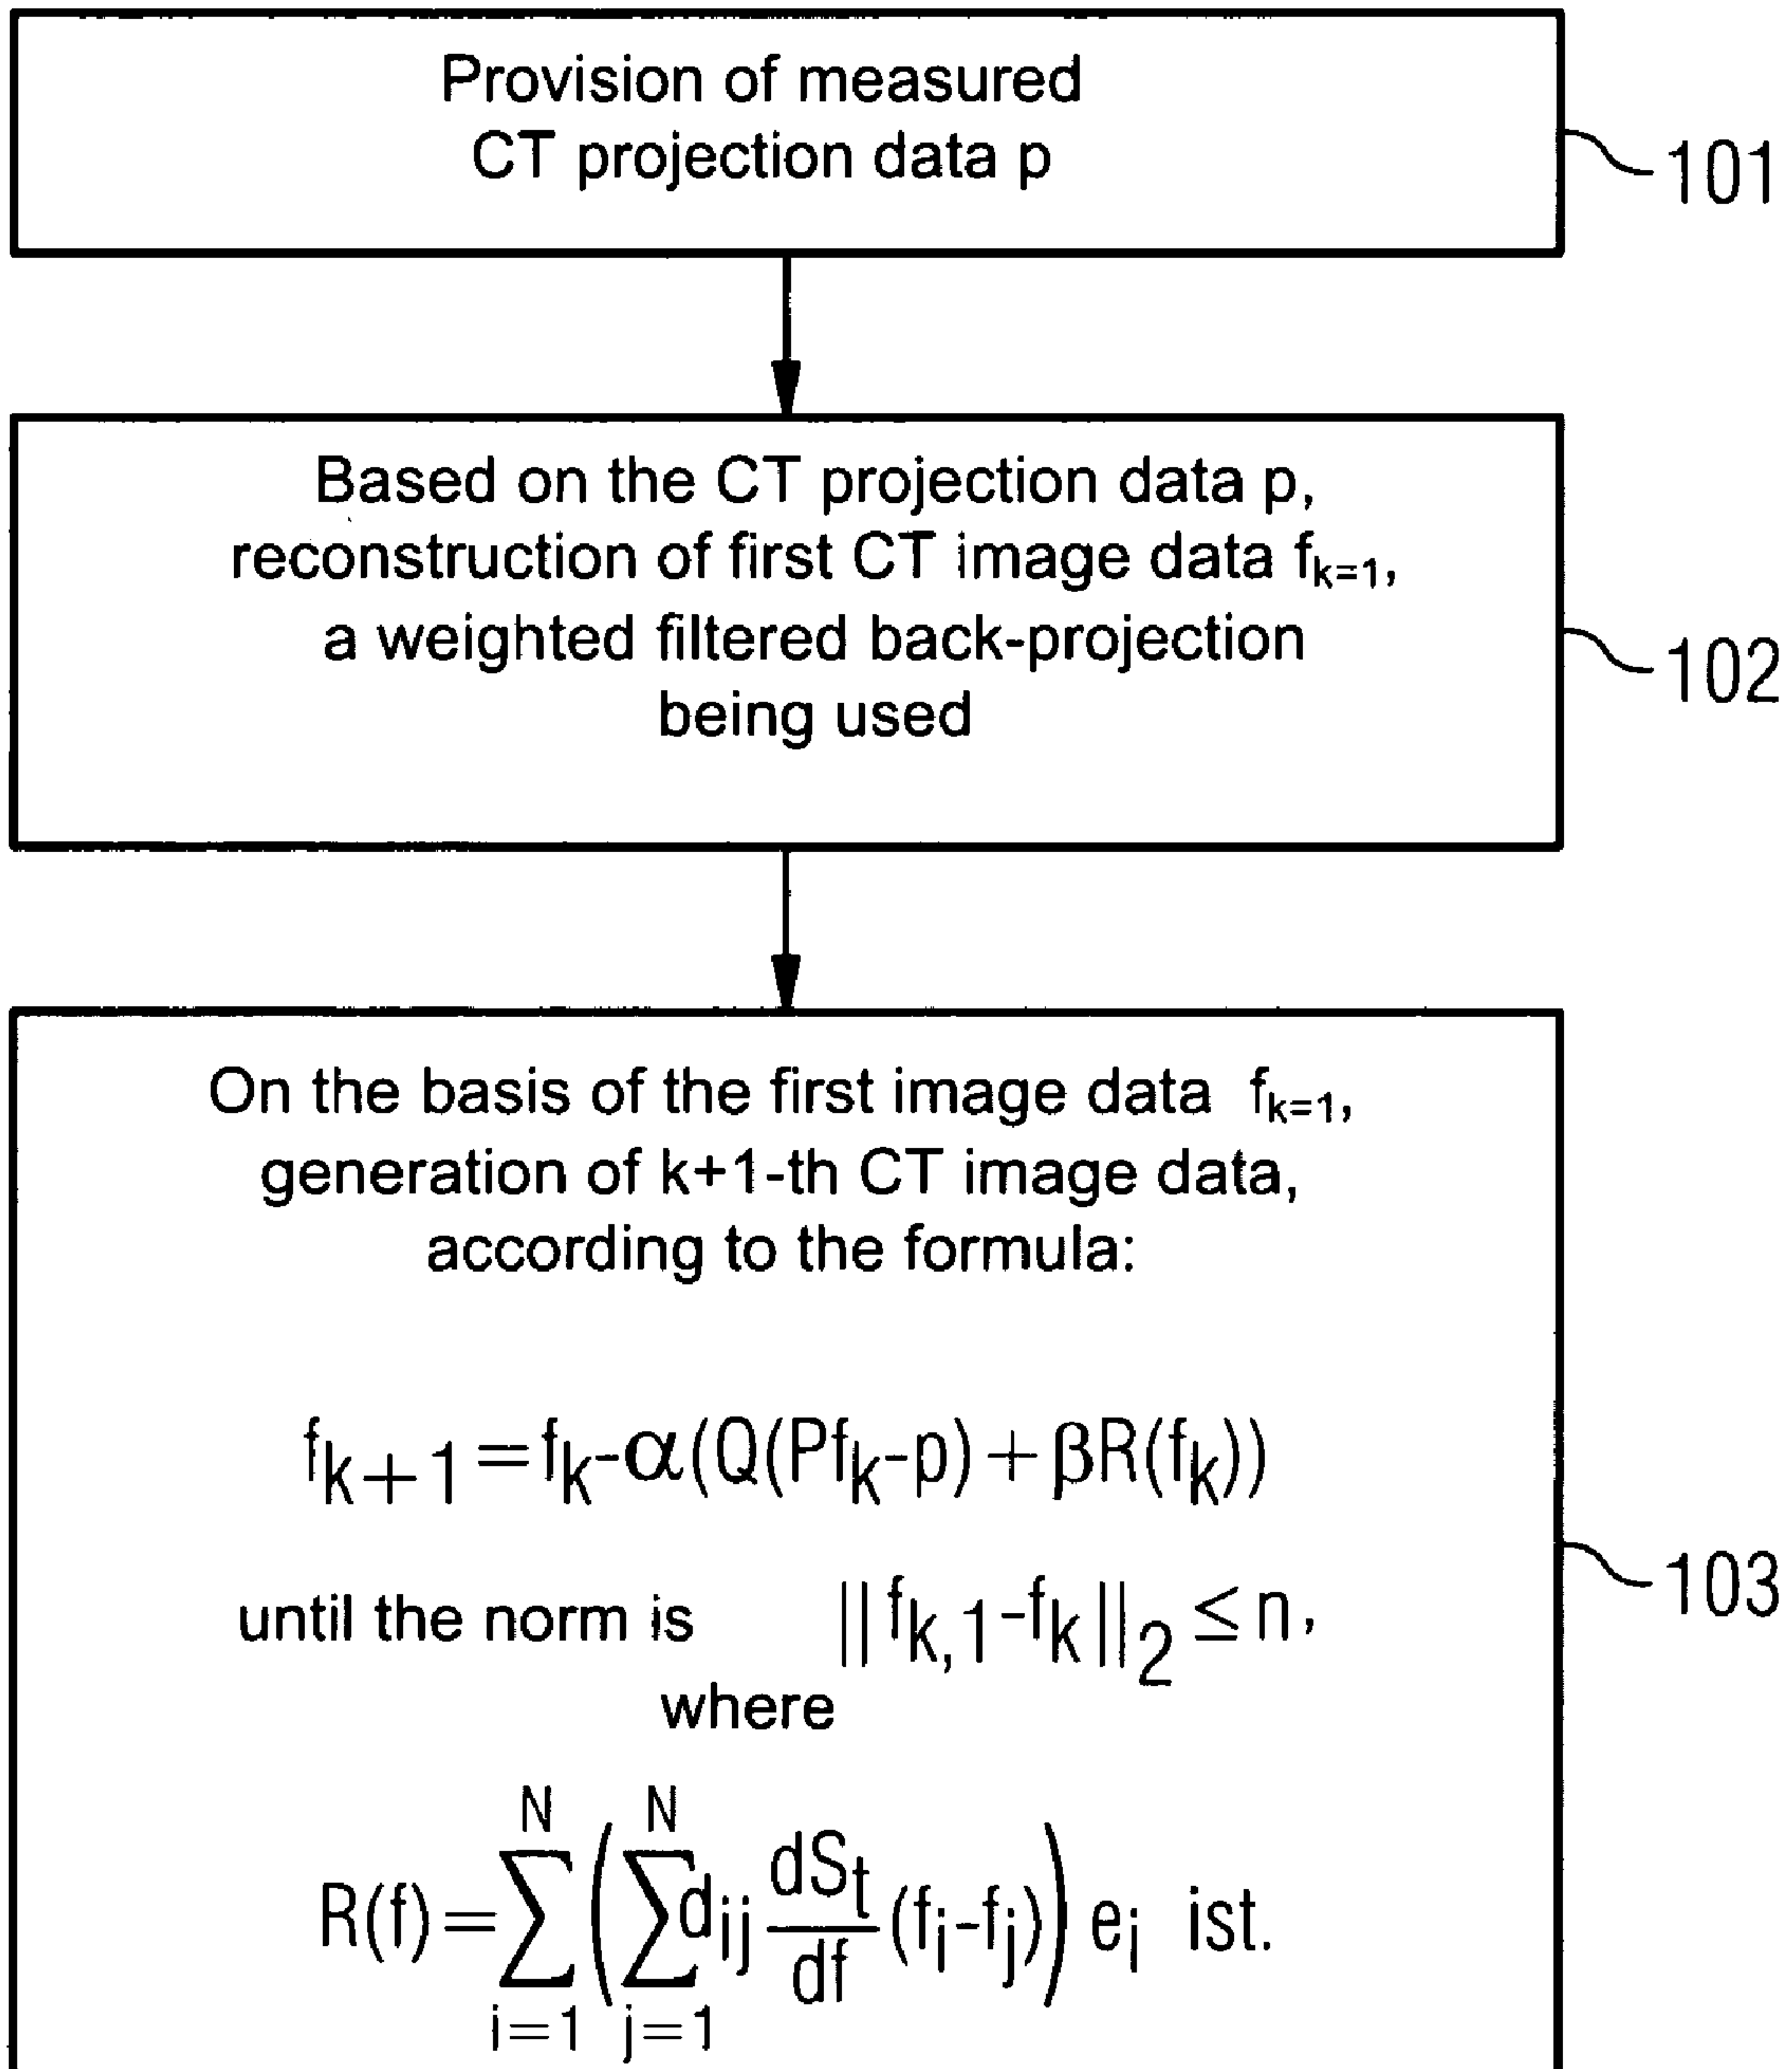 Provision of measured
CT projection data p
101
Based on the CT projection data p,
reconstruction of first CT image data f_{k=1},
a weighted filtered back-projection
being used
102
On the basis of the first image data f_{k=1},
generation of k+1-th CT image data,
according to the formula:
f_{k+1}=f_k-α(Q(Pf_k-p)+βR(f_k))
until the norm is ||f_{k,1}-f_k||_2≤n,
103
where
R(f)=∑_{i=1}^{N}(∑_{j=1}^{N}d_{ij} dS_t/df (f_i-f_j)) e_i ist.